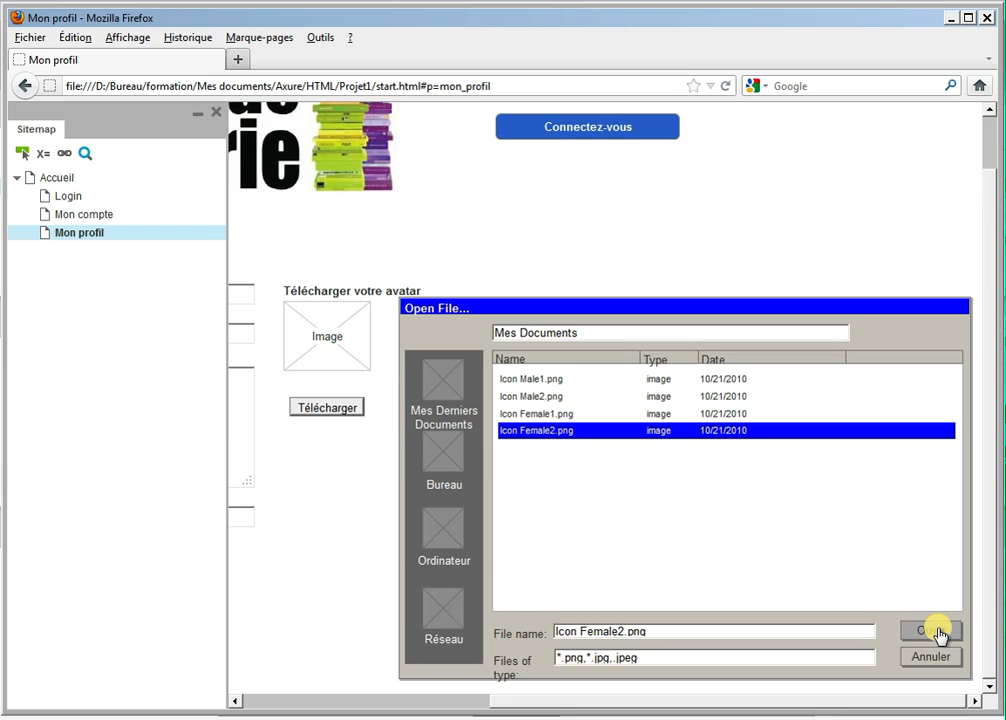 Mon profil - Mozilla Firefox
Fichier Édition Affichage Historique Marque-pages Outils ?
Mon profil
file:///D:/Bureau/formation/Mes documents/Axure/HTML/Projet1/start.html#p=mon_profil
Google
Sitemap
X=
Accueil
Login
Mon compte
Mon profil
rie
Connectez-vous
Télécharger votre avatar
Image
Télécharger
Open File...
Mes Documents
Name Type Date
Icon Male1.png image 10/21/2010
Icon Male2.png image 10/21/2010
Icon Female1.png image 10/21/2010
Icon Female2.png image 10/21/2010
Mes Derniers
Documents
Bureau
Ordinateur
Réseau
File name: Icon Female2.png
Files of
type: *.png,*.jpg,.jpeg
Annuler